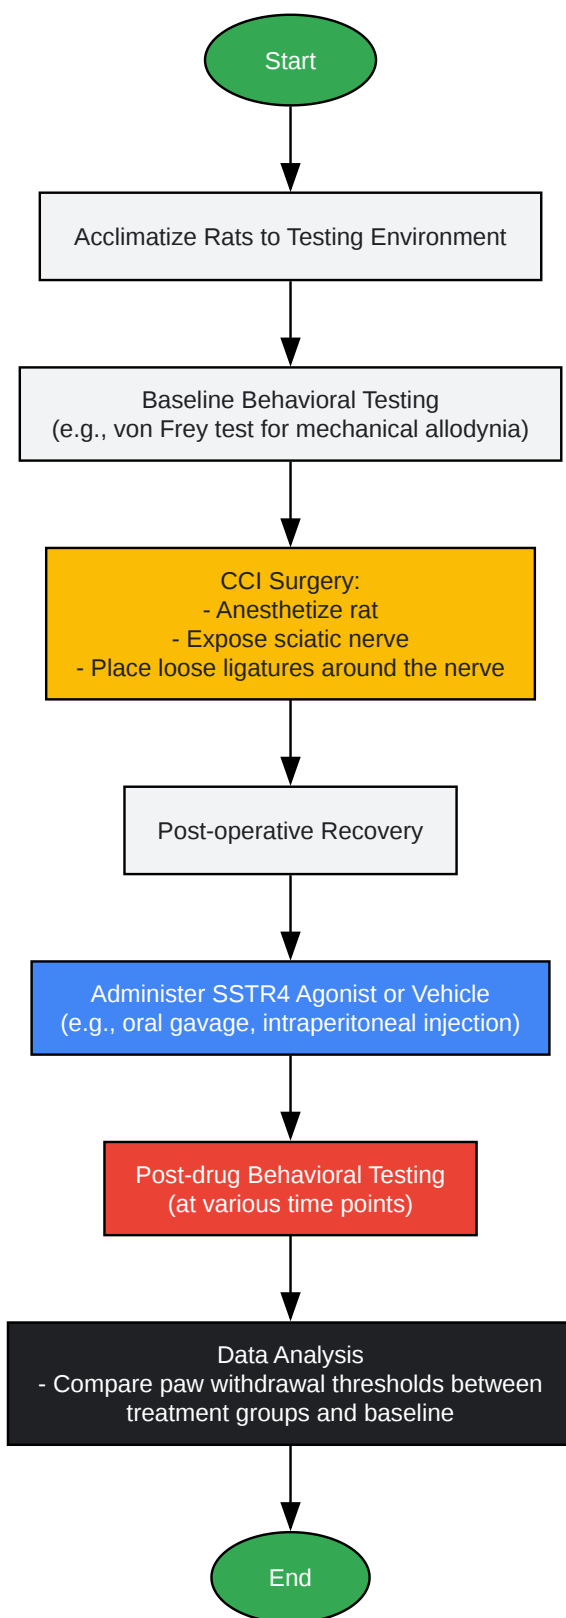 Start
Acclimatize Rats to Testing Environment
Baseline Behavioral Testing
(e.g., von Frey test for mechanical allodynia)
CCI Surgery:
- Anesthetize rat
- Expose sciatic nerve
- Place loose ligatures around the nerve
Post-operative Recovery
Administer SSTR4 Agonist or Vehicle
(e.g., oral gavage, intraperitoneal injection)
Post-drug Behavioral Testing
(at various time points)
Data Analysis
- Compare paw withdrawal thresholds between
treatment groups and baseline
End